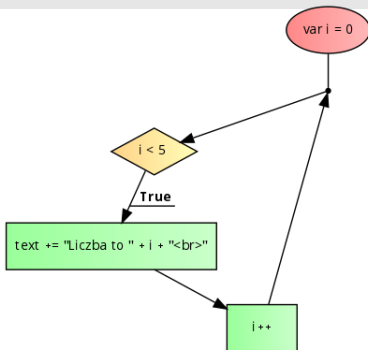 var i = 0
i < 5
True
text += "Liczba to " + i + "<br>"
i ++